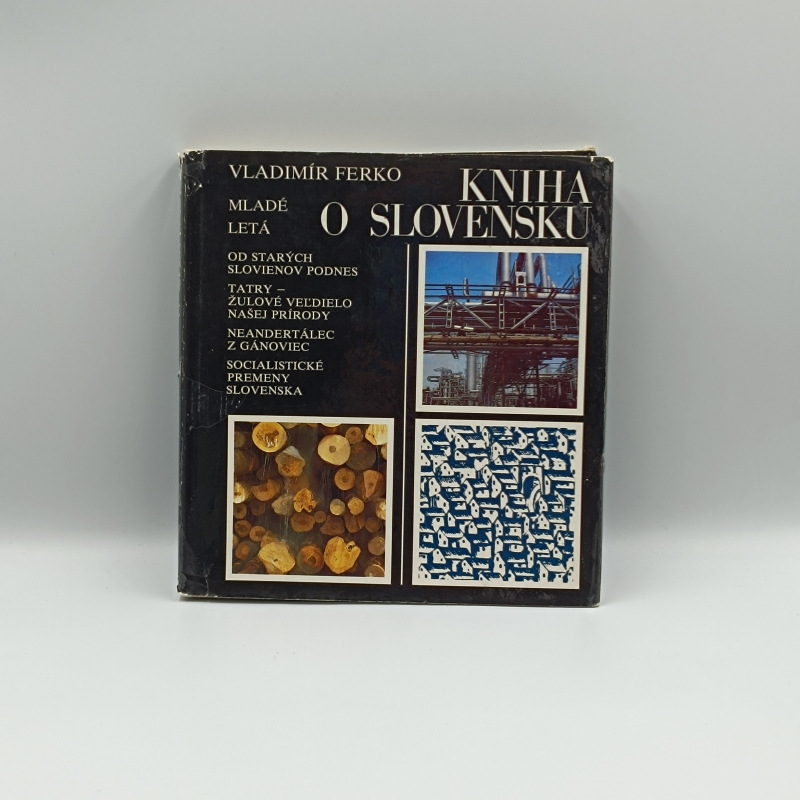 VLADIMÍR FERKO
KNIHA
O SLOVENSKU
MLADÉ
LETÁ
OD STARÝCH
SLOVIENOV PODNES
TATRY –
ŽULOVÉ VEĽDIELO
NAŠEJ PRÍRODY
NEANDERTÁLEC
Z GÁNOVIEC
SOCIALISTICKÉ
PREMENY
SLOVENSKA